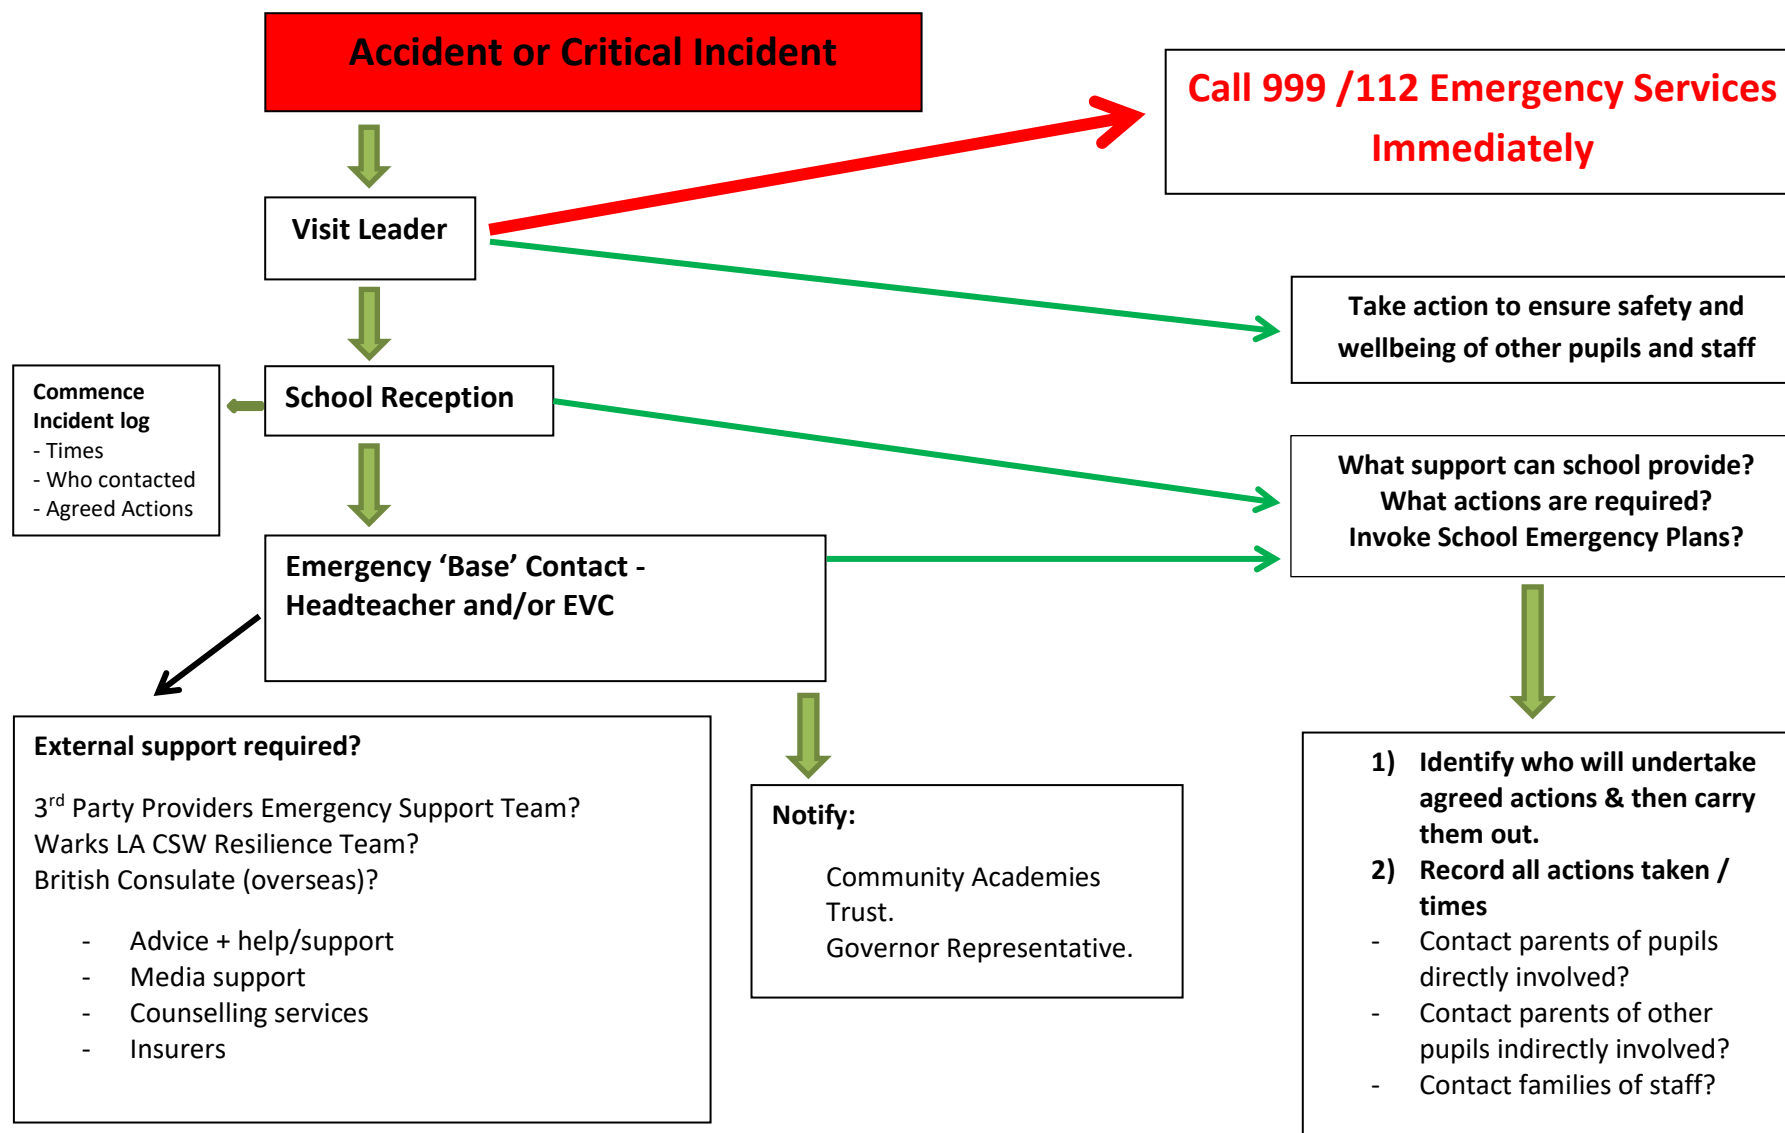 Accident or Critical Incident
Call 999 /112 Emergency Services
Immediately
Visit Leader
Take action to ensure safety and
wellbeing of other pupils and staff
School Reception
Commence
Incident log
- Times
- Who contacted
- Agreed Actions
What support can school provide?
What actions are required?
Invoke School Emergency Plans?
Emergency ‘Base’ Contact -
Headteacher and/or EVC
External support required?
3rd Party Providers Emergency Support Team?
Warks LA CSW Resilience Team?
British Consulate (overseas)?
- Advice + help/support
- Media support
- Counselling services
- Insurers
Notify:
Community Academies
Trust.
Governor Representative.
1) Identify who will undertake
agreed actions & then carry
them out.
2) Record all actions taken /
times
- Contact parents of pupils
directly involved?
- Contact parents of other
pupils indirectly involved?
- Contact families of staff?